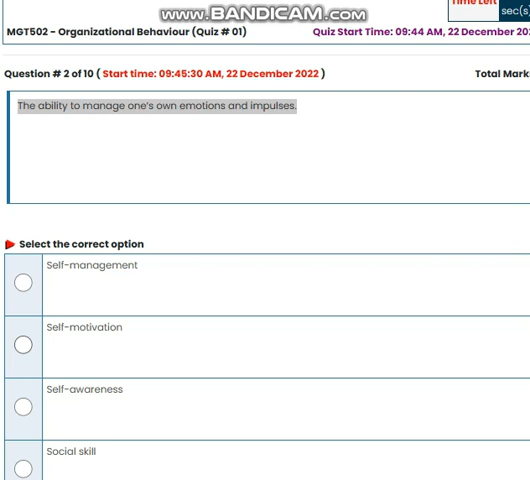 www.BANDICAM.com
Time Left
sec(s)
MGT502 - Organizational Behaviour (Quiz # 01)
Quiz Start Time: 09:44 AM, 22 December 20
Question # 2 of 10 ( Start time: 09:45:30 AM, 22 December 2022 )
Total Mark
The ability to manage one's own emotions and impulses.
Select the correct option
Self-management
Self-motivation
Self-awareness
Social skill